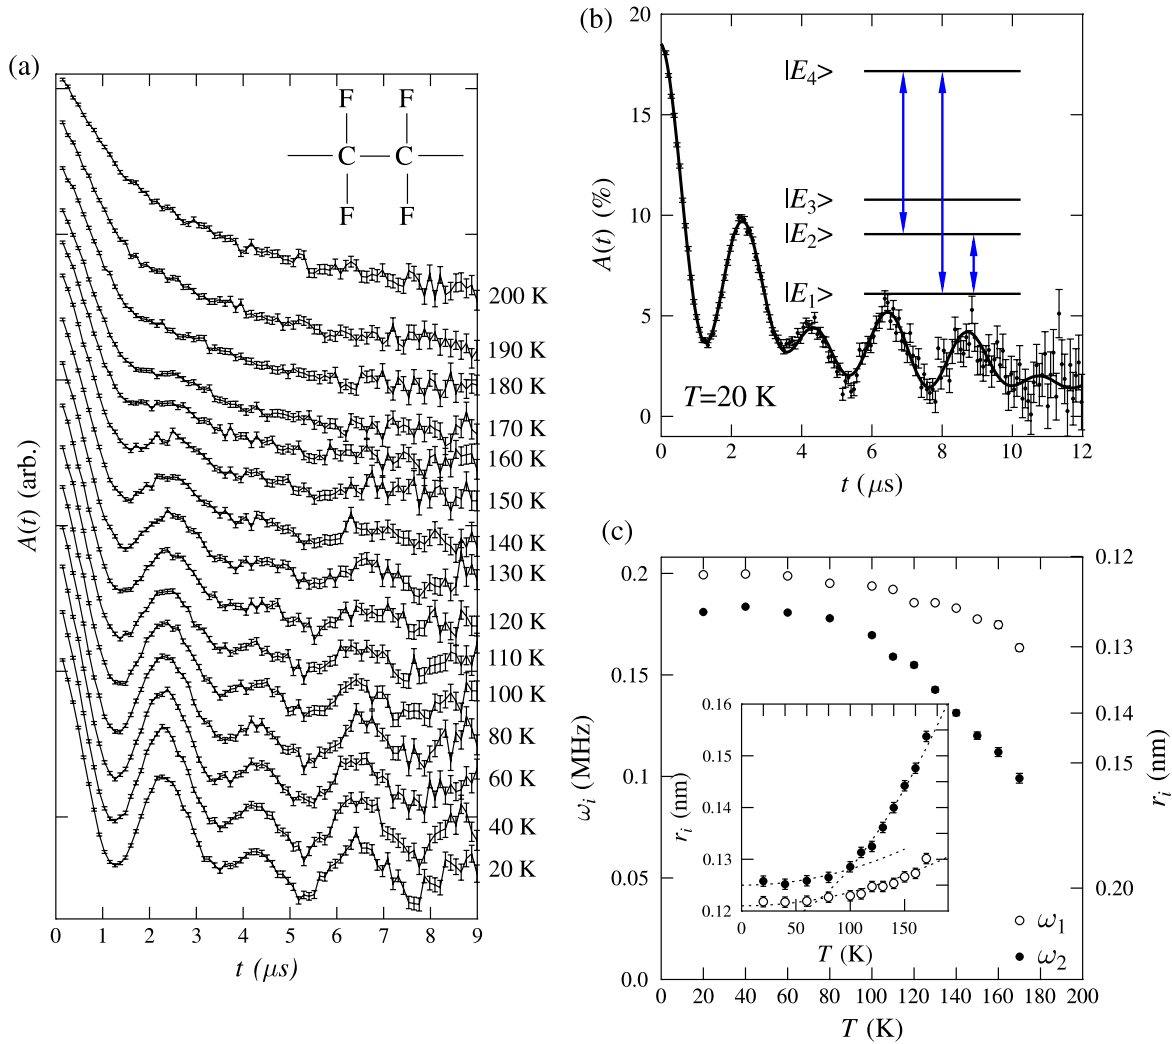 (a)
F F
C C
F F
200 K
190 K
180 K
170 K
160 K
150 K
140 K
130 K
120 K
110 K
100 K
80 K
60 K
40 K
20 K
A(t) (arb.)
0 1 2 3 4 5 6 7 8 9
t (μs)
(b)
20
15
10
5
0
A(t) (%)
|E4>
|E3>
|E2>
|E1>
T=20 K
0 2 4 6 8 10 12
t (μs)
(c)
0.2
0.15
0.1
0.05
0.0
ωi (MHz)
0.12
0.13
0.14
0.15
0.20
ri (nm)
0.16
0.15
0.14
0.13
0.12
ri (nm)
0 50 100 150
T (K)
ω1
ω2
0 20 40 60 80 100 120 140 160 180 200
T (K)